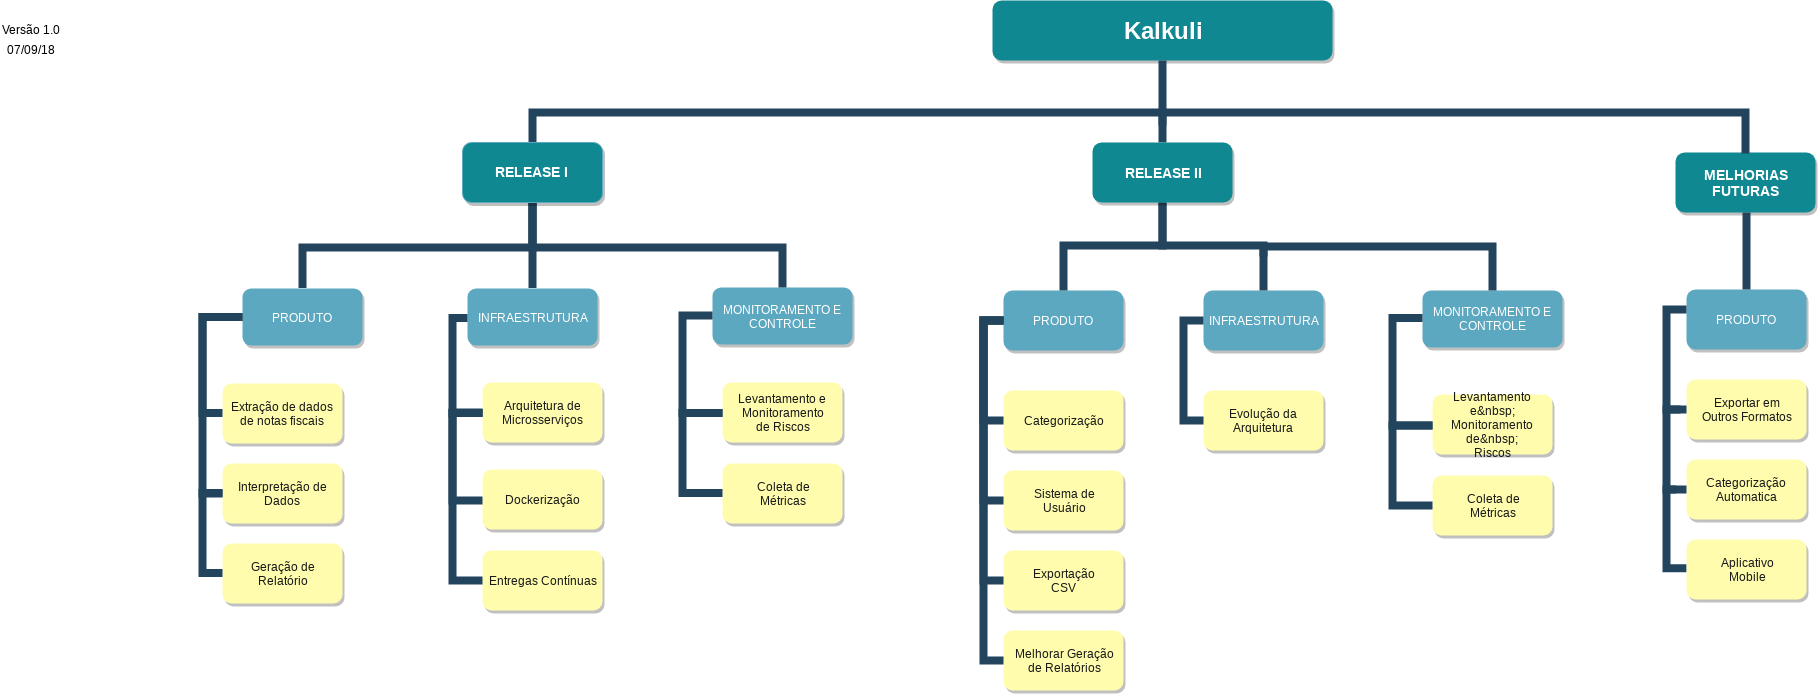 Versão 1.0
07/09/18
Kalkuli
RELEASE I
RELEASE II
MELHORIAS
FUTURAS
PRODUTO
INFRAESTRUTURA
MONITORAMENTO E
CONTROLE
PRODUTO
INFRAESTRUTURA
MONITORAMENTO E
CONTROLE
PRODUTO
Extração de dados
de notas fiscais
Interpretação de
Dados
Geração de
Relatório
Arquitetura de
Microsserviços
Dockerização
Entregas Contínuas
Levantamento e
Monitoramento
de Riscos
Coleta de
Métricas
Categorização
Sistema de
Usuário
Exportação
CSV
Melhorar Geração
de Relatórios
Evolução da
Arquitetura
Levantamento
e&nbsp;
Monitoramento
de&nbsp;
Riscos
Coleta de
Métricas
Exportar em
Outros Formatos
Categorização
Automatica
Aplicativo
Mobile